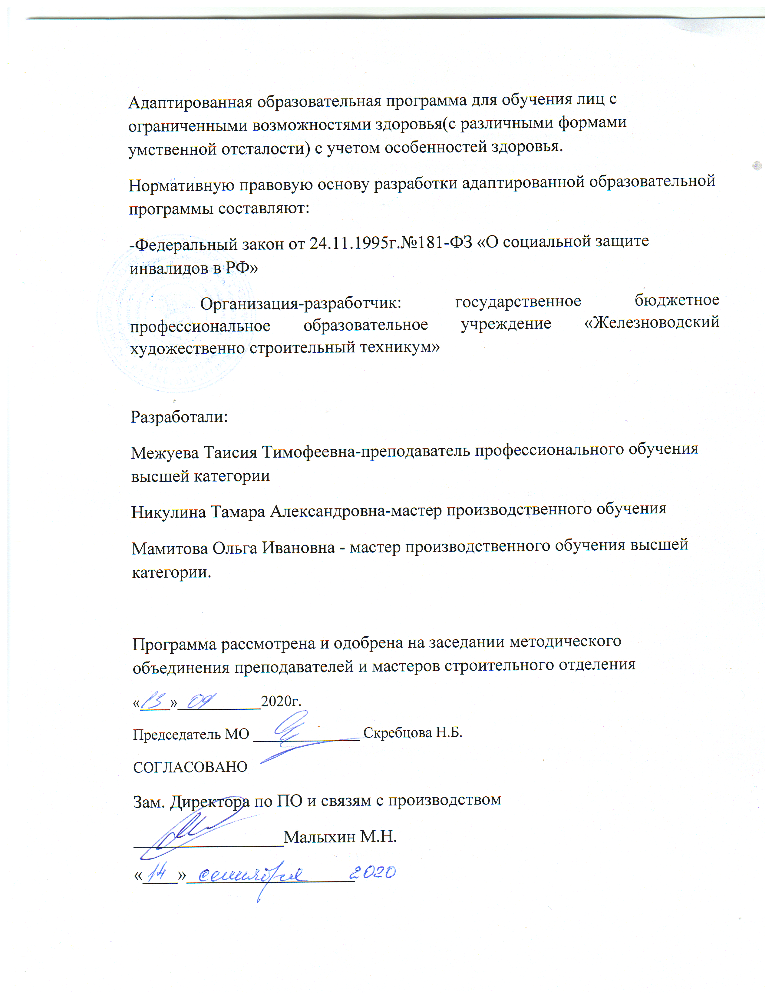 Адаптированная образовательная программа для обучения лиц с
ограниченными возможностями здоровья(с различными формами
умственной отсталости) с учетом особенностей здоровья.
Нормативную правовую основу разработки адаптированной образовательной
программы составляют:
-Федеральный закон от 24.11.1995г.№181-ФЗ «О социальной защите
инвалидов в РФ»
Организация-разработчик: государственное бюджетное
профессиональное образовательное учреждение «Железноводский
художественно строительный техникум»
Разработали:
Межуева Таисия Тимофеевна-преподаватель профессионального обучения
высшей категории
Никулина Тамара Александровна-мастер производственного обучения
Мамитова Ольга Ивановна - мастер производственного обучения высшей
категории.
Программа рассмотрена и одобрена на заседании методического
объединения преподавателей и мастеров строительного отделения
«13» 09 2020г.
Председатель МО ______________ Скребцова Н.Б.
СОГЛАСОВАНО
Зам. Директора по ПО и связям с производством
_________________Малыхин М.Н.
«14» сентября 2020